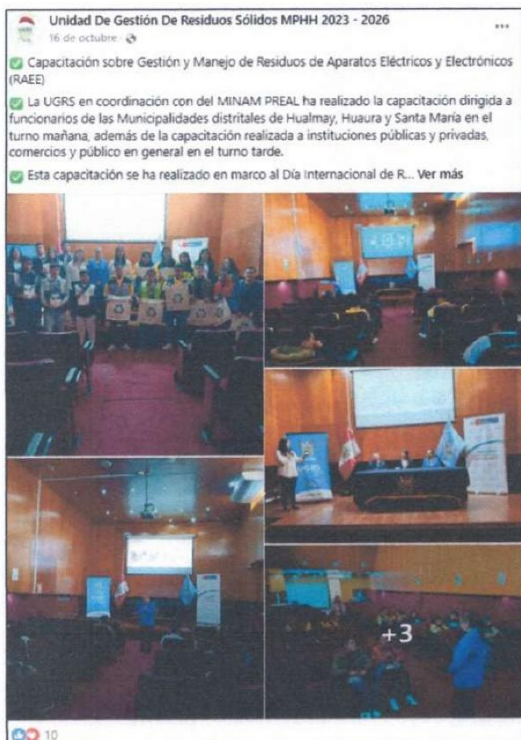 Unidad De Gestión De Residuos Sólidos MPHH 2023 - 2026
16 de octubre ·
Capacitación sobre Gestión y Manejo de Residuos de Aparatos Eléctricos y Electrónicos
(RAEE)
La UGRS en coordinación con del MINAM PREAL ha realizado la capacitación dirigida a
funcionarios de las Municipalidades distritales de Hualmay, Huaura y Santa María en el
turno mañana, además de la capacitación realizada a instituciones públicas y privadas,
comercios y público en general en el turno tarde.
Esta capacitación se ha realizado en marco al Día Internacional de R... Ver más
+3
10